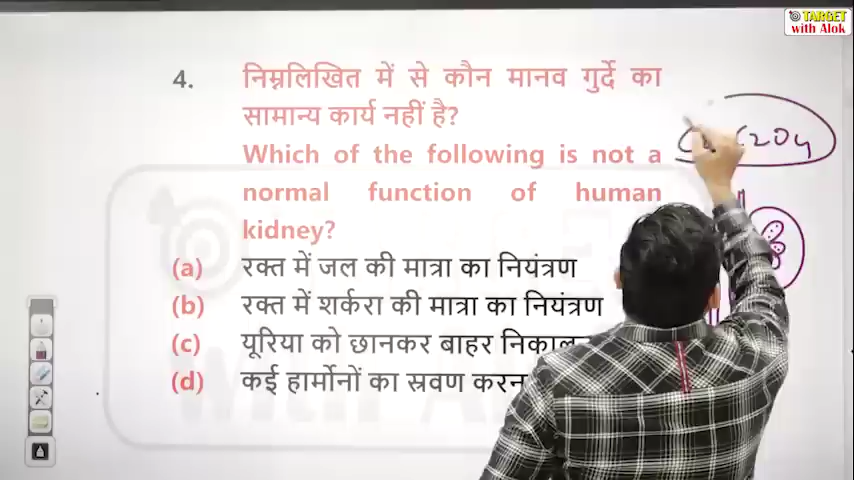 TARGET
with Alok
4. निम्नलिखित में से कौन मानव गुर्दे का
सामान्य कार्य नहीं है?
Which of the following is not a
normal function of human
kidney?
(a) रक्त में जल की मात्रा का नियंत्रण
(b) रक्त में शर्करा की मात्रा का नियंत्रण
(c) यूरिया को छानकर बाहर
(d) कई हार्मोनों का स्रवण